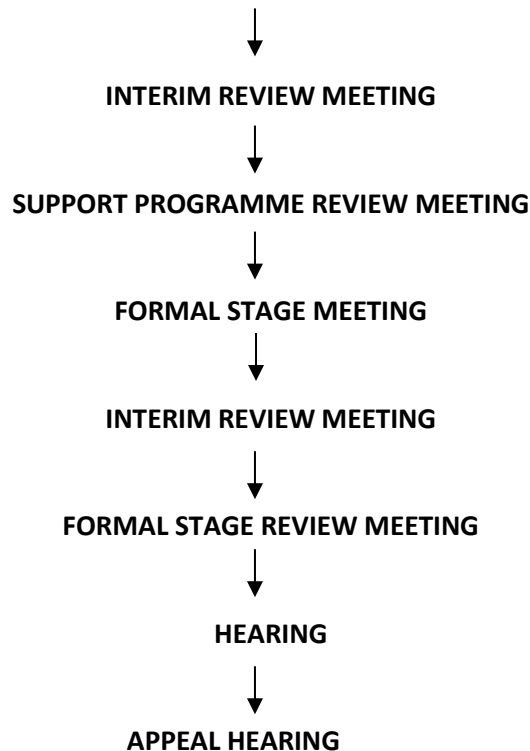 INTERIM REVIEW MEETING
SUPPORT PROGRAMME REVIEW MEETING
FORMAL STAGE MEETING
INTERIM REVIEW MEETING
FORMAL STAGE REVIEW MEETING
HEARING
APPEAL HEARING